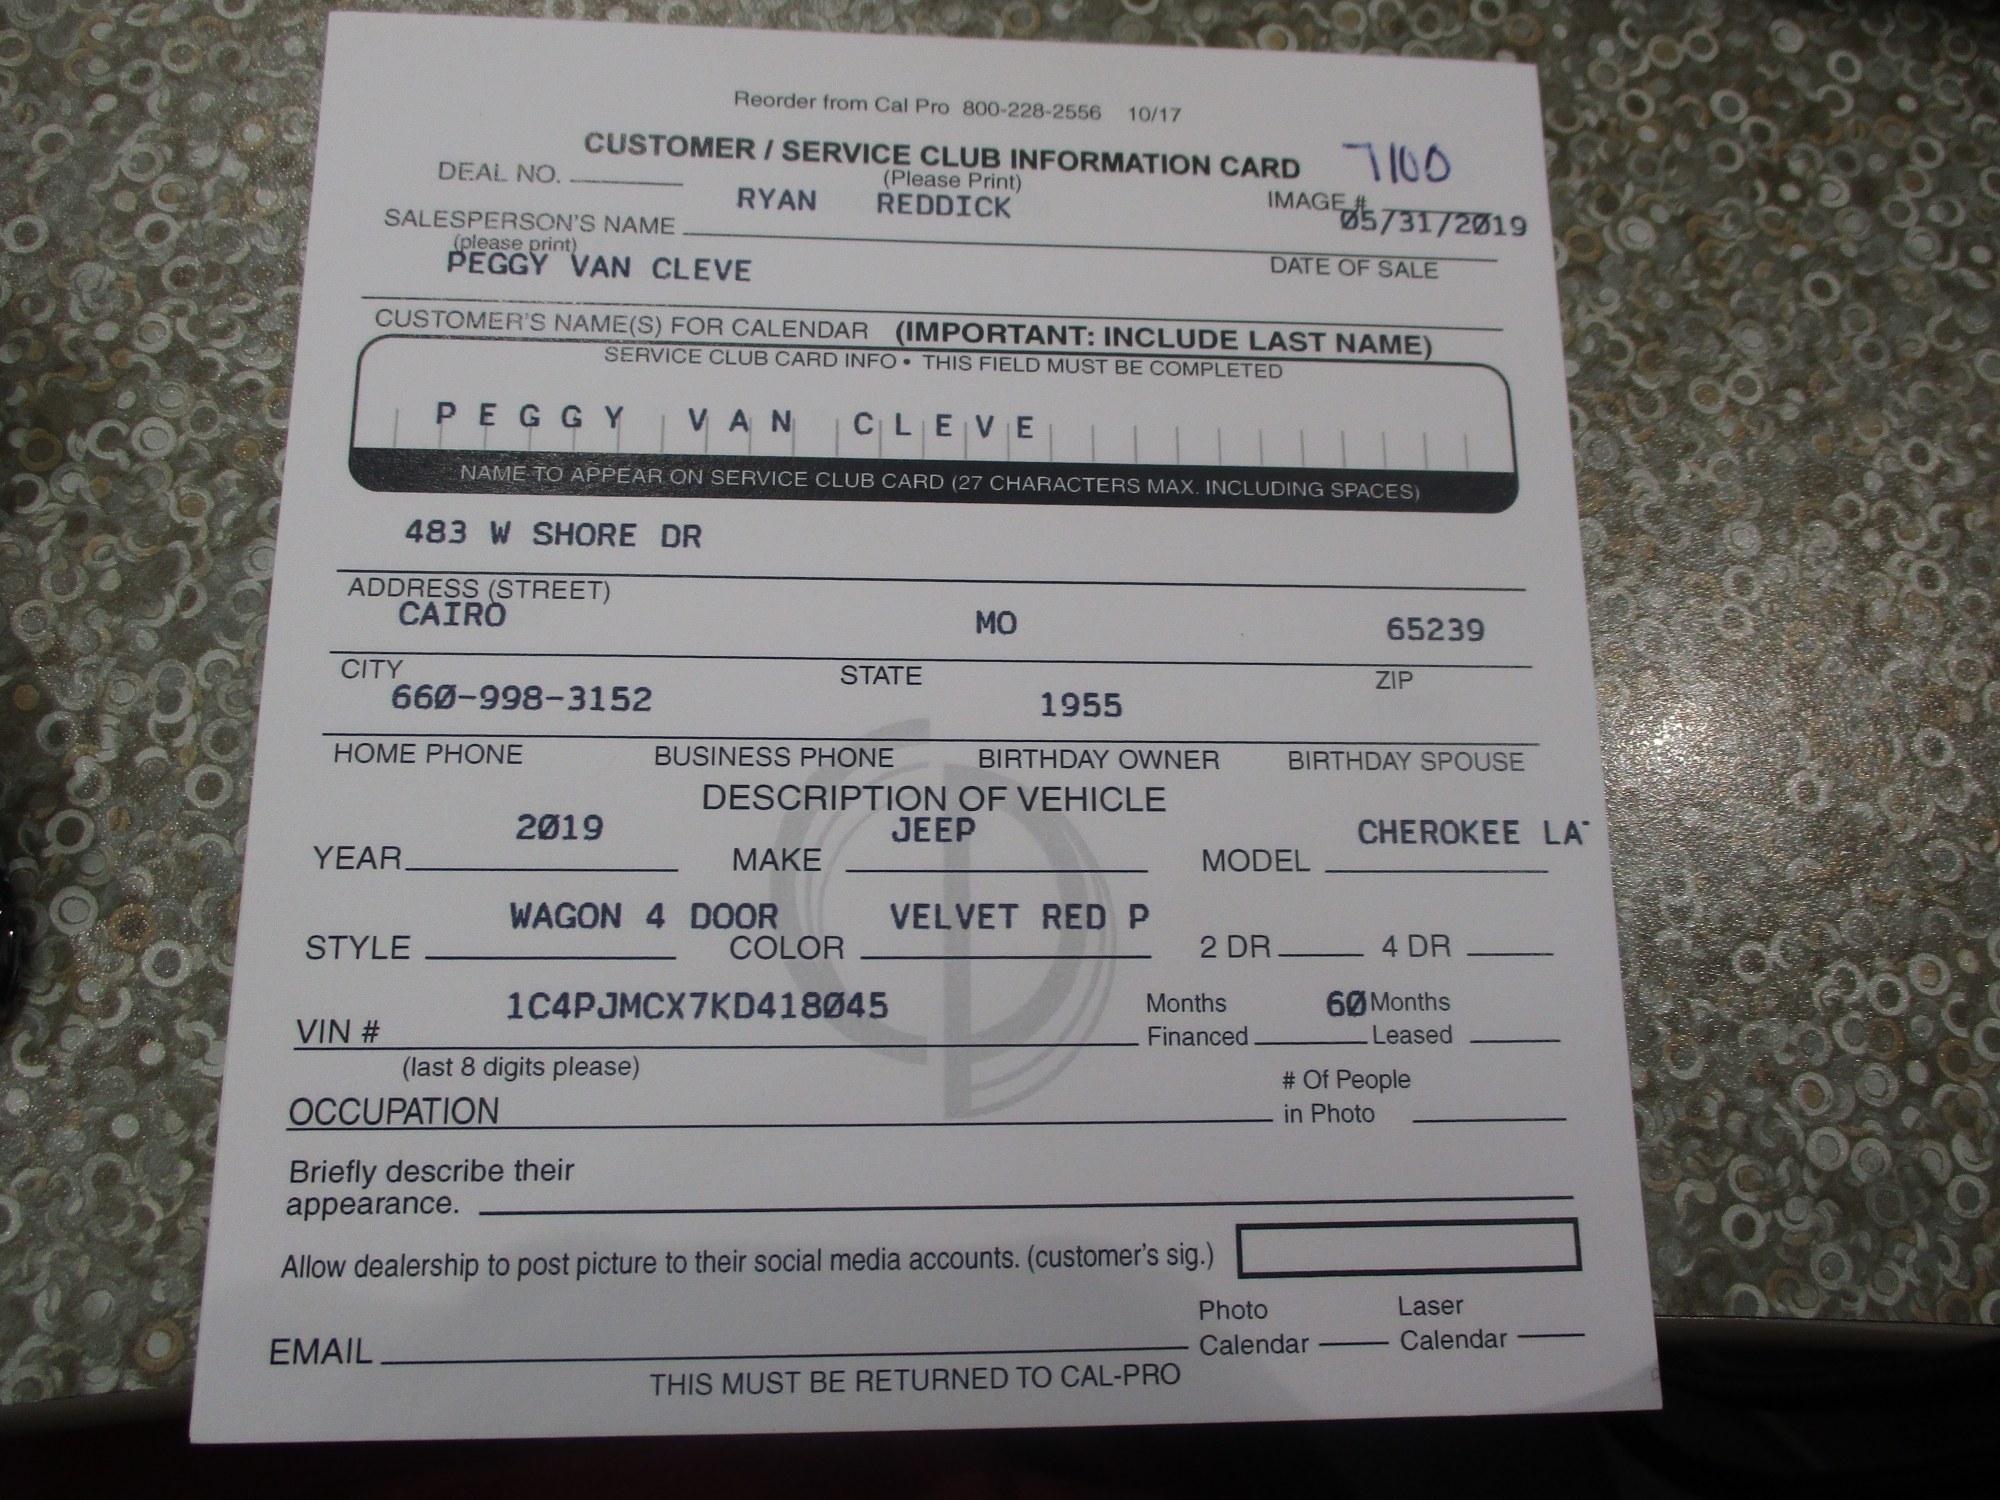 Reorder from Cal Pro 800-228-2556 10/17
CUSTOMER / SERVICE CLUB INFORMATION CARD 7100
(Please Print)
DEAL NO.
IMAGE #
RYAN REDDICK 05/31/2019
SALESPERSON'S NAME
(please print)
DATE OF SALE
PEGGY VAN CLEVE
CUSTOMER'S NAME(S) FOR CALENDAR (IMPORTANT: INCLUDE LAST NAME)
SERVICE CLUB CARD INFO • THIS FIELD MUST BE COMPLETED
PEGGY VAN CLEVE
NAME TO APPEAR ON SERVICE CLUB CARD (27 CHARACTERS MAX. INCLUDING SPACES)
483 W SHORE DR
ADDRESS (STREET)
CAIRO MO 65239
CITY STATE ZIP
660-998-3152 1955
HOME PHONE BUSINESS PHONE BIRTHDAY OWNER BIRTHDAY SPOUSE
DESCRIPTION OF VEHICLE
2019 JEEP CHEROKEE LA
YEAR MAKE MODEL
WAGON 4 DOOR VELVET RED P
STYLE COLOR 2 DR 4 DR
1C4PJMCX7KD418045 Months 60 Months
VIN # Financed Leased
(last 8 digits please)
# Of People
OCCUPATION in Photo
Briefly describe their
appearance.
Allow dealership to post picture to their social media accounts. (customer's sig.)
Photo Laser
EMAIL Calendar Calendar
THIS MUST BE RETURNED TO CAL-PRO